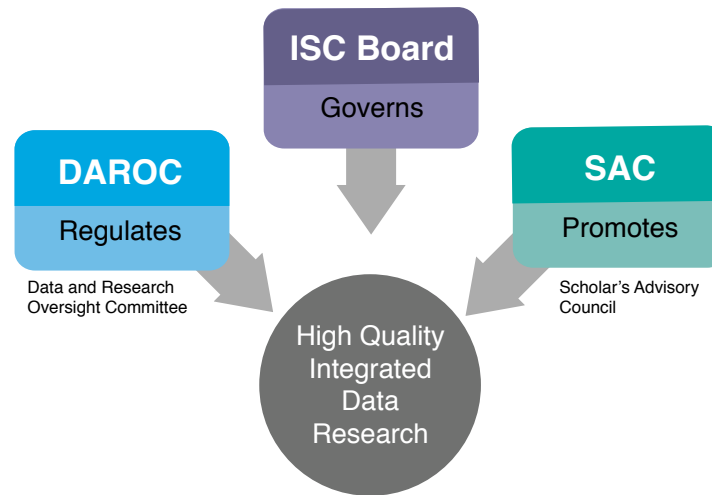 ISC Board
Governs
DAROC
Regulates
Data and Research
Oversight Committee
SAC
Promotes
Scholar's Advisory
Council
High Quality
Integrated
Data
Research